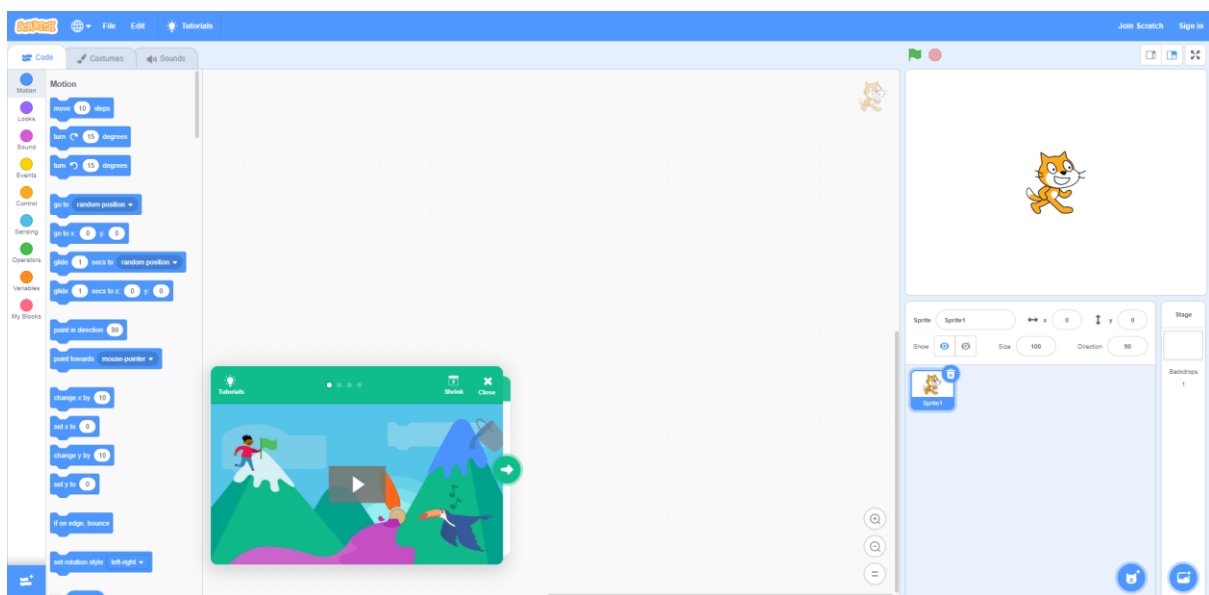 SCRATCH File Edit Tutorials Join Scratch Sign in
Code Costumes Sounds
Motion
Looks
Sound
Events
Control
Sensing
Operators
Variables
My Blocks
Motion
move 10 steps
turn 15 degrees
turn 15 degrees
go to random position
go to x: 0 y: 0
glide 1 secs to random position
glide 1 secs to x: 0 y: 0
point in direction 90
point towards mouse-pointer
change x by 10
set x to 0
change y by 10
set y to 0
if on edge, bounce
set rotation style left-right
Tutorials Shrink Close
Sprite Sprite1 x 0 y 0
Show Size 100 Direction 90
Sprite1
Stage
Backdrops
1